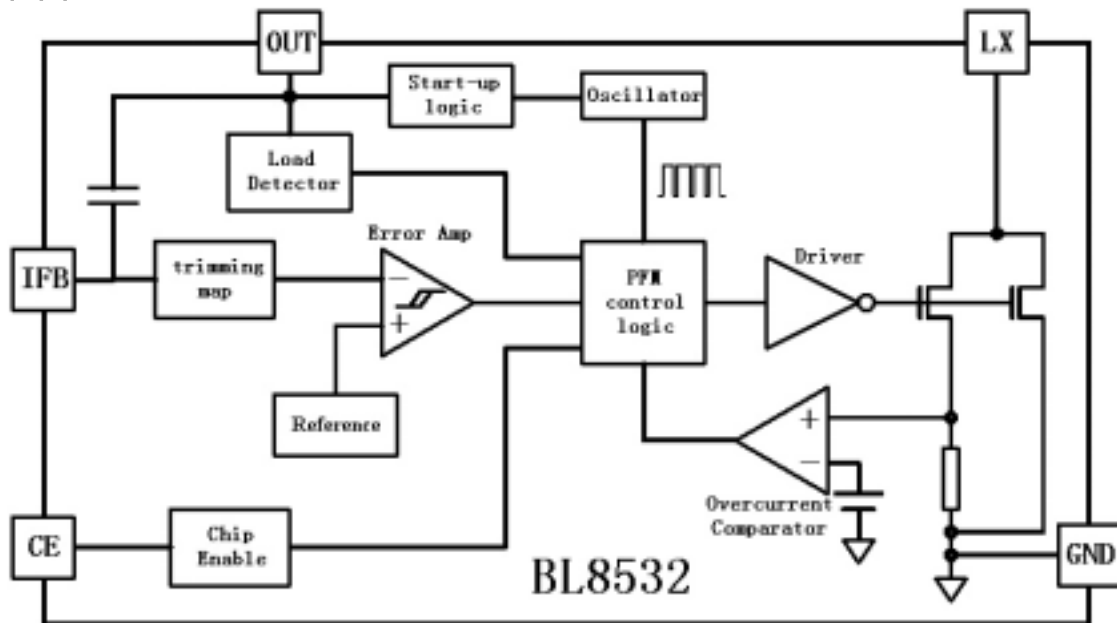 OUT
LX
Start-up
logic
Oscillator
Load
Detector
Error Amp
IFB
trimming
map
-
+
PFM
control
logic
Driver
Reference
+
-
Overcurrent
Comparator
CE
Chip
Enable
BL8532
GND